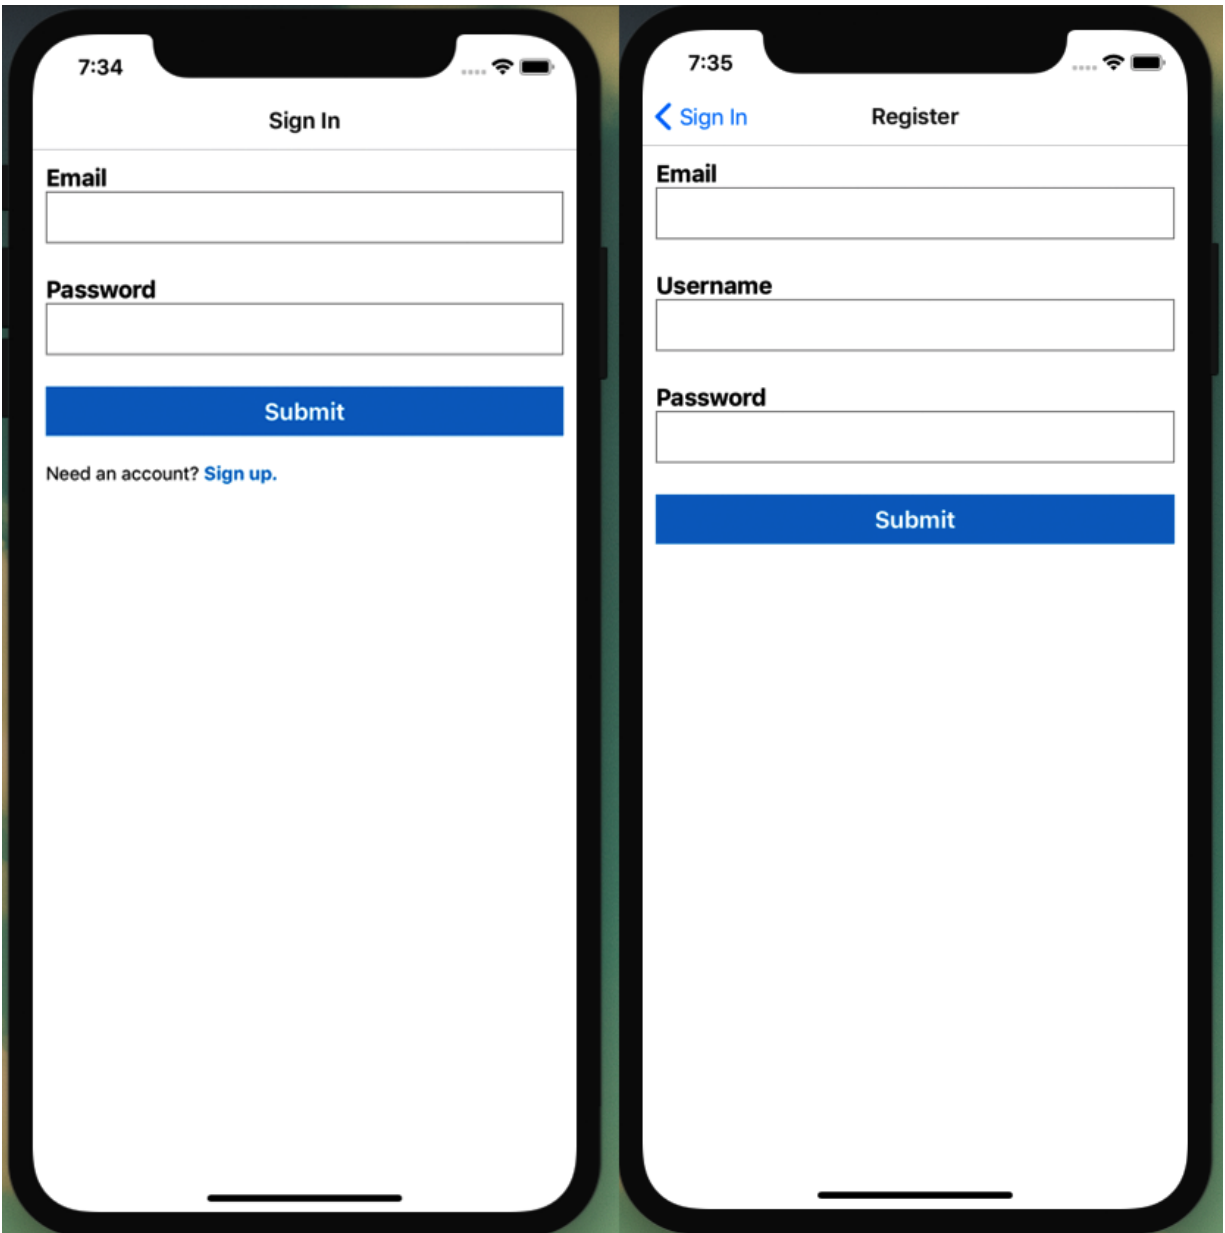 7:34
Sign In
Email
Password
Submit
Need an account? Sign up.
7:35
Sign In
Register
Email
Username
Password
Submit